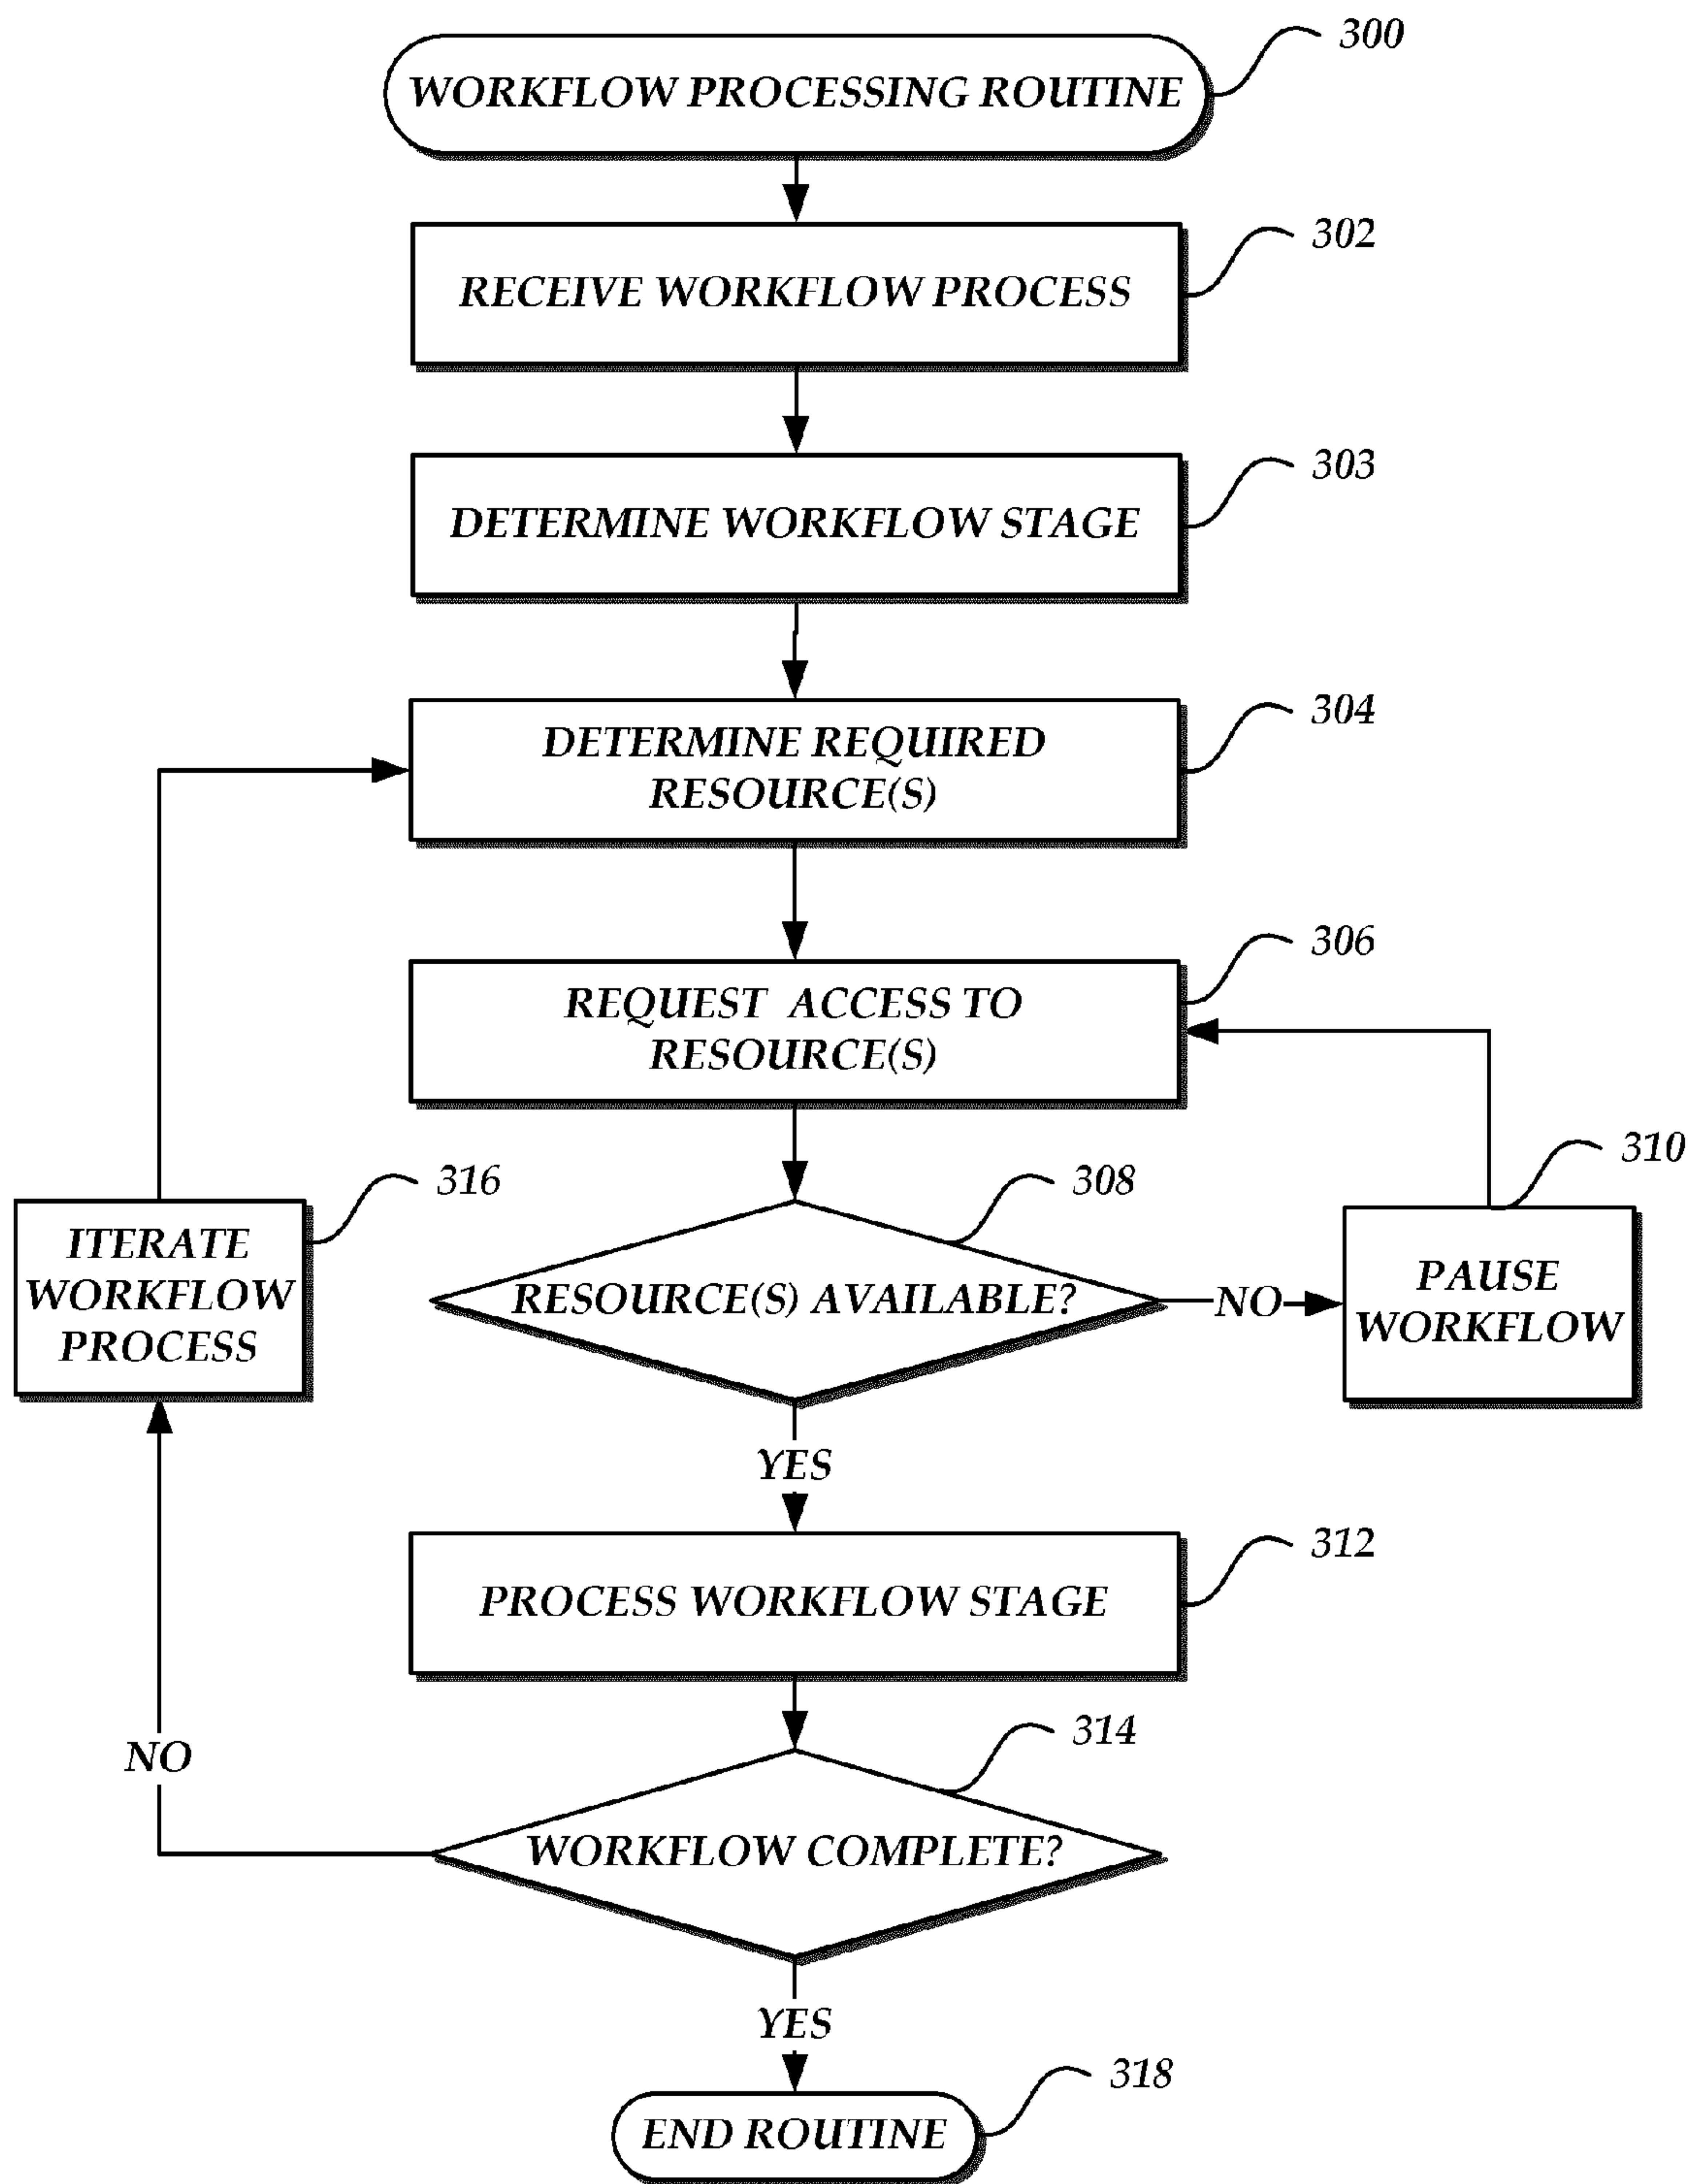 300
WORKFLOW PROCESSING ROUTINE
302
RECEIVE WORKFLOW PROCESS
303
DETERMINE WORKFLOW STAGE
304
DETERMINE REQUIRED
RESOURCE(S)
306
REQUEST ACCESS TO
RESOURCE(S)
310
316
308
ITERATE
WORKFLOW
PROCESS
RESOURCE(S) AVAILABLE?
NO
PAUSE
WORKFLOW
YES
312
PROCESS WORKFLOW STAGE
314
NO
WORKFLOW COMPLETE?
YES
318
END ROUTINE